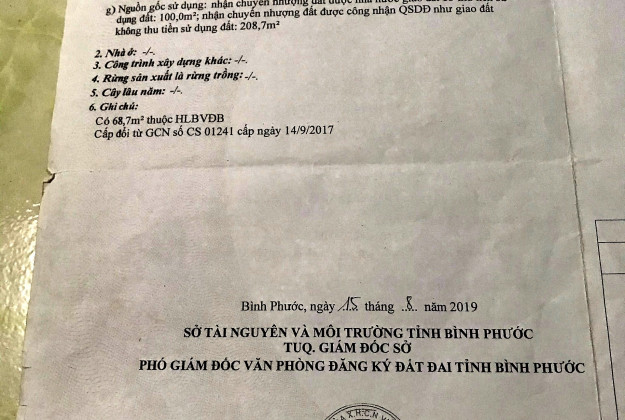 g) Nguồn gốc sử dụng: nhận chuyển nhượng đất được
dụng đất: 100,0m²; nhận chuyển nhượng đất được công nhận QSDĐ như giao đất
không thu tiền sử dụng đất: 208,7m²
2. Nhà ở: -/-.
3. Công trình xây dựng khác: -/-.
4. Rừng sản xuất là rừng trồng: -/-.
5. Cây lâu năm: -/-.
6. Ghi chú:
Có 68,7m² thuộc HLBVĐB
Cấp đổi từ GCN số CS 01241 cấp ngày 14/9/2017
Bình Phước, ngày 15 tháng 8 năm 2019
SỞ TÀI NGUYÊN VÀ MÔI TRƯỜNG TỈNH BÌNH PHƯỚC
TUQ. GIÁM ĐỐC SỞ
PHÓ GIÁM ĐỐC VĂN PHÒNG ĐĂNG KÝ ĐẤT ĐAI TỈNH BÌNH PHƯỚC
X.H.C.N